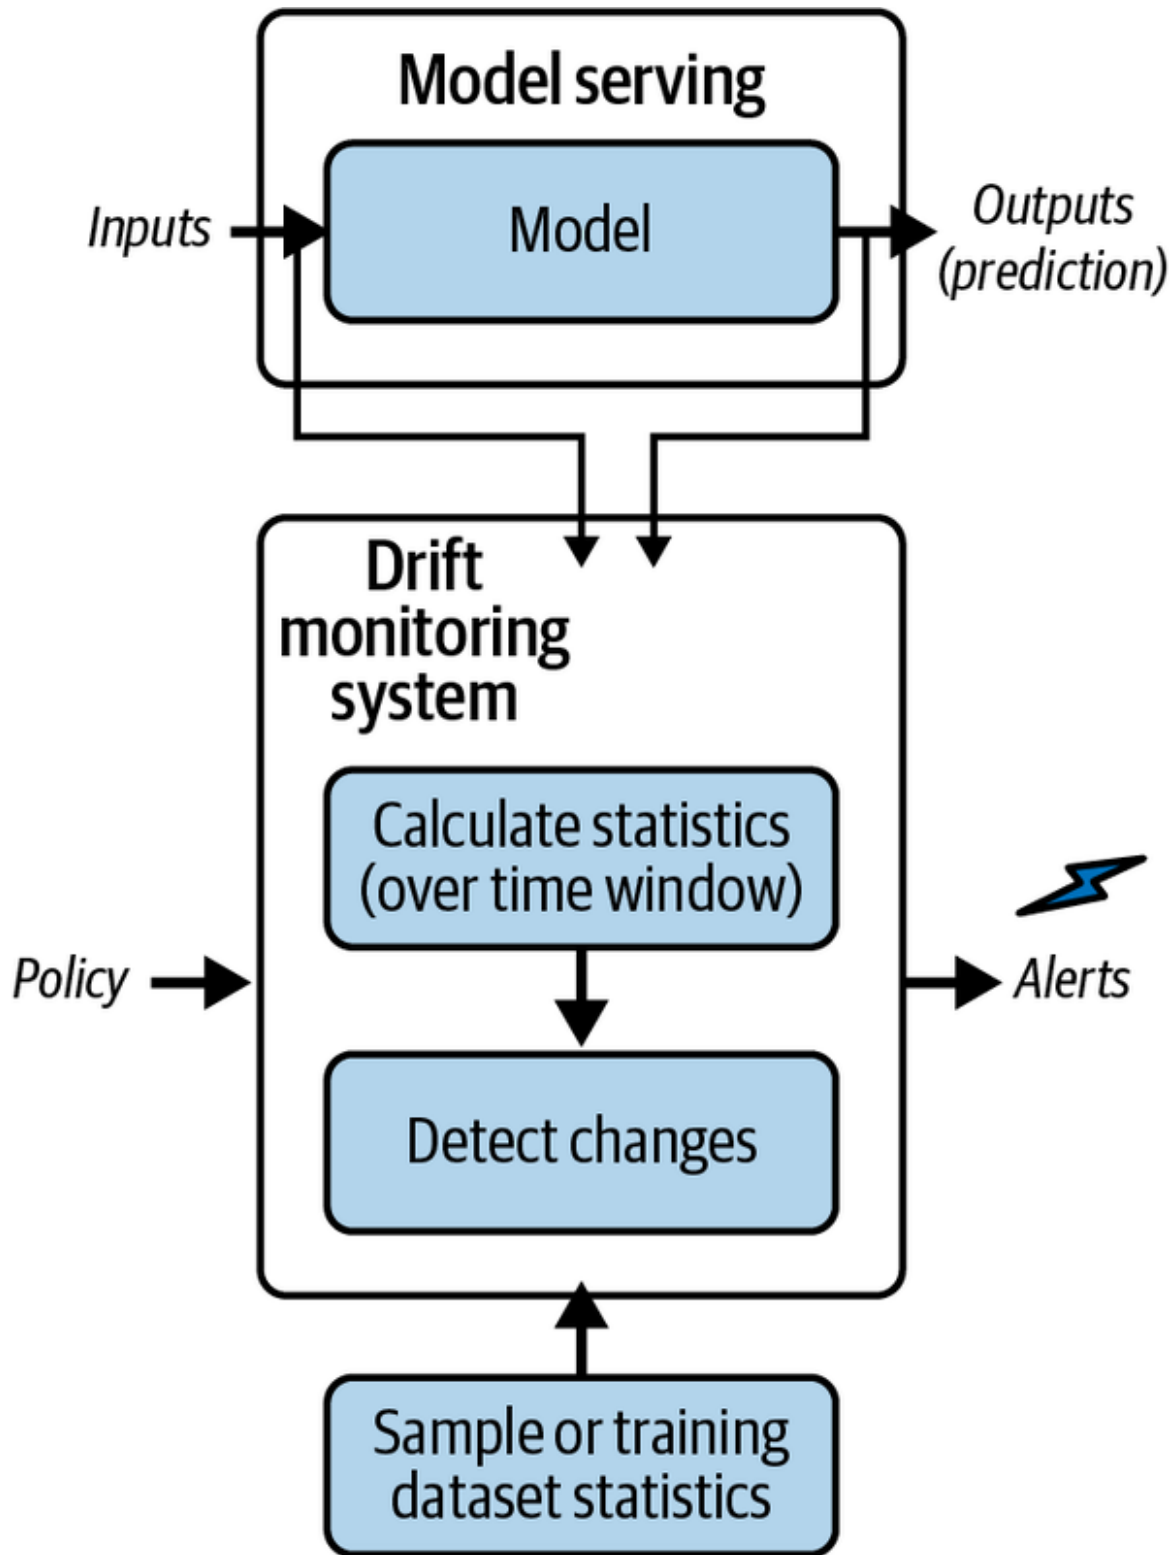 Model serving
Inputs
Model
Outputs
(prediction)
Drift
monitoring
system
Calculate statistics
(over time window)
Policy
Alerts
Detect changes
Sample or training
dataset statistics